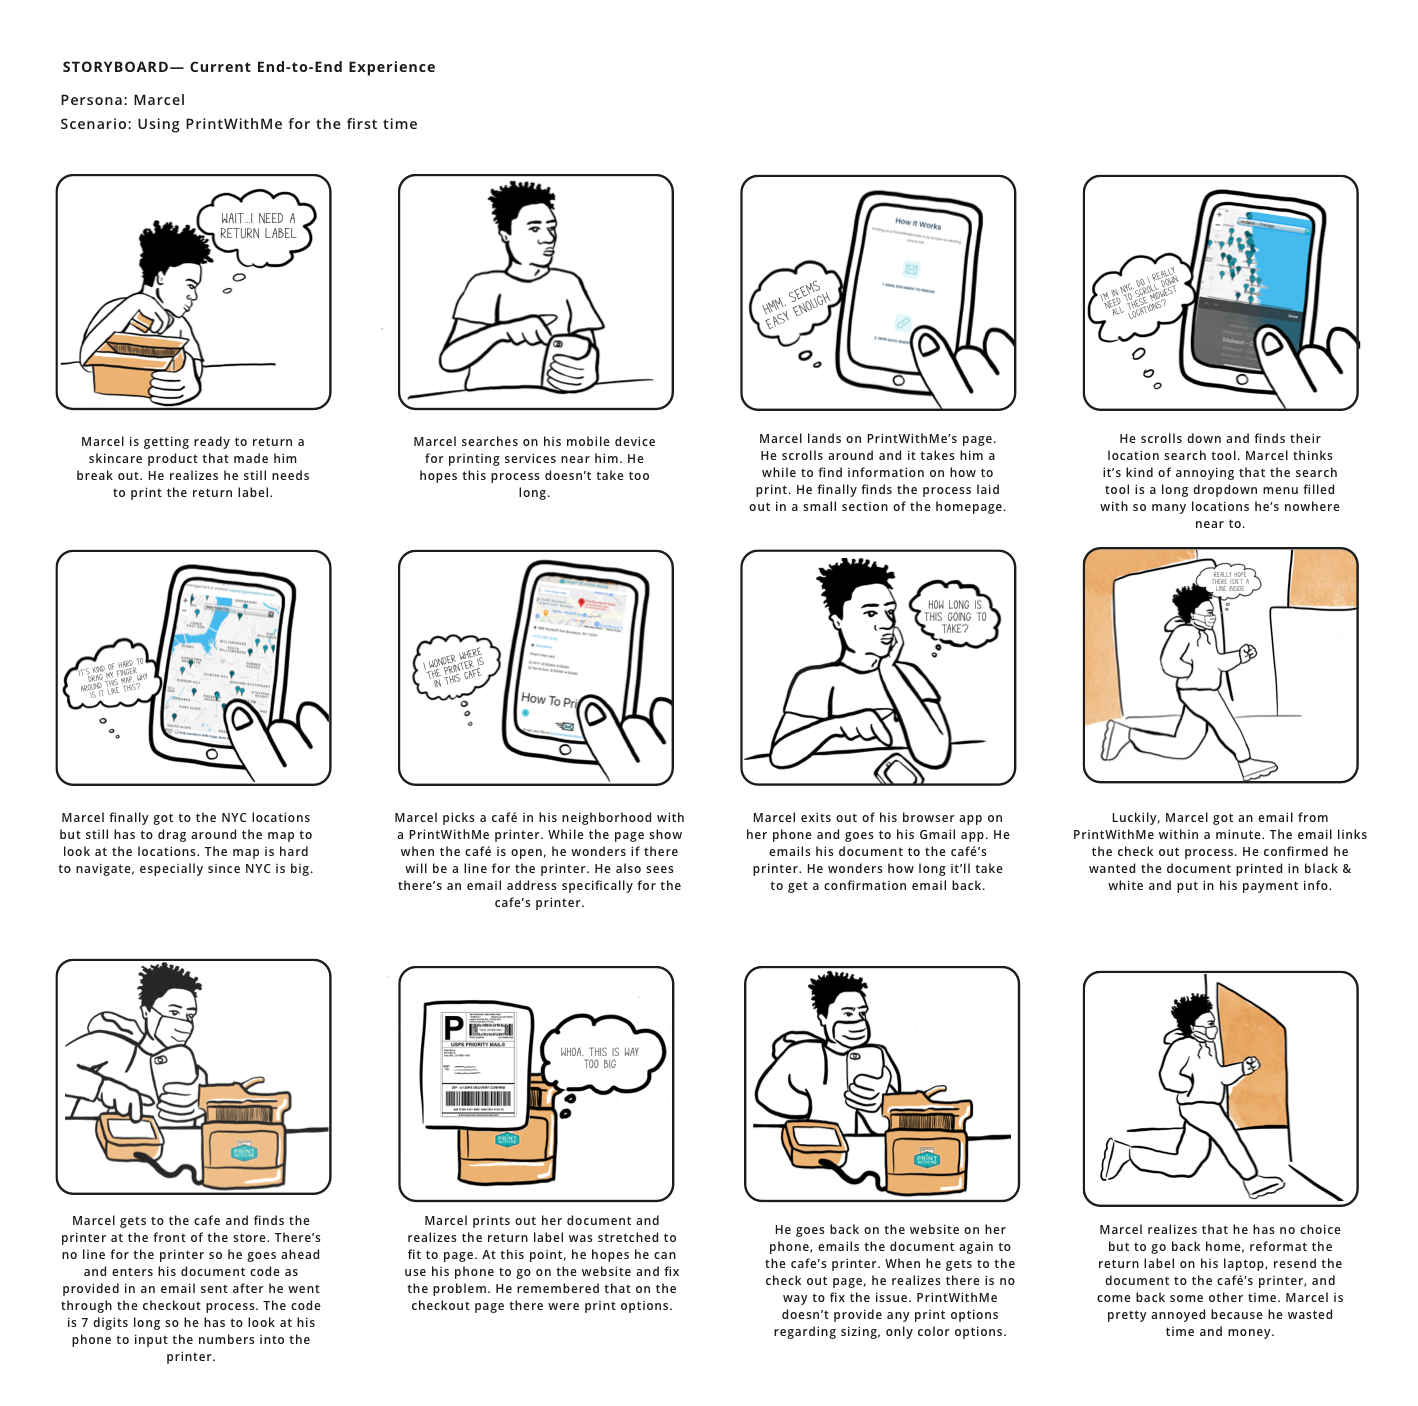 STORYBOARD— Current End-to-End Experience
Persona: Marcel
Scenario: Using PrintWithMe for the first time
WAIT...I NEED A
RETURN LABEL
Marcel is getting ready to return a
skincare product that made him
break out. He realizes he still needs
to print the return label.
Marcel searches on his mobile device
for printing services near him. He
hopes this process doesn’t take too
long.
How It Works
1 EMAIL DOCUMENT TO PRINTER
HMM, SEEMS
EASY ENOUGH
Marcel lands on PrintWithMe’s page.
He scrolls around and it takes him a
while to find information on how to
print. He finally finds the process laid
out in a small section of the homepage.
I'M IN NYC, DO I REALLY
NEED TO SCROLL DOWN
ALL THESE MIDWEST
LOCATIONS?
Done
Midwest -
He scrolls down and finds their
location search tool. Marcel thinks
it’s kind of annoying that the search
tool is a long dropdown menu filled
with so many locations he’s nowhere
near to.
IT'S KIND OF HARD TO
DRAG MY FINGER
AROUND THIS MAP. WHY
IS IT LIKE THIS?
Marcel finally got to the NYC locations
but still has to drag around the map to
look at the locations. The map is hard
to navigate, especially since NYC is big.
I WONDER WHERE
THE PRINTER IS
IN THIS CAFE
How To Pri
Marcel picks a café in his neighborhood with
a PrintWithMe printer. While the page show
when the café is open, he wonders if there
will be a line for the printer. He also sees
there’s an email address specifically for the
cafe’s printer.
HOW LONG IS
THIS GOING TO
TAKE?
Marcel exits out of his browser app on
her phone and goes to his Gmail app. He
emails his document to the café’s
printer. He wonders how long it’ll take
to get a confirmation email back.
REALLY HOPE
THERE ISN'T A
LINE INSIDE
Luckily, Marcel got an email from
PrintWithMe within a minute. The email links
the check out process. He confirmed he
wanted the document printed in black &
white and put in his payment info.
PRINT
WITH ME
Marcel gets to the cafe and finds the
printer at the front of the store. There’s
no line for the printer so he goes ahead
and enters his document code as
provided in an email sent after he went
through the checkout process. The code
is 7 digits long so he has to look at his
phone to input the numbers into the
printer.
P
USPS PRIORITY MAIL®
WHOA, THIS IS WAY
TOO BIG
PRINT
WITH ME
Marcel prints out her document and
realizes the return label was stretched to
fit to page. At this point, he hopes he can
use his phone to go on the website and fix
the problem. He remembered that on the
checkout page there were print options.
PRINT
WITH ME
He goes back on the website on her
phone, emails the document again to
the cafe’s printer. When he gets to the
check out page, he realizes there is no
way to fix the issue. PrintWithMe
doesn’t provide any print options
regarding sizing, only color options.
Marcel realizes that he has no choice
but to go back home, reformat the
return label on his laptop, resend the
document to the café’s printer, and
come back some other time. Marcel is
pretty annoyed because he wasted
time and money.